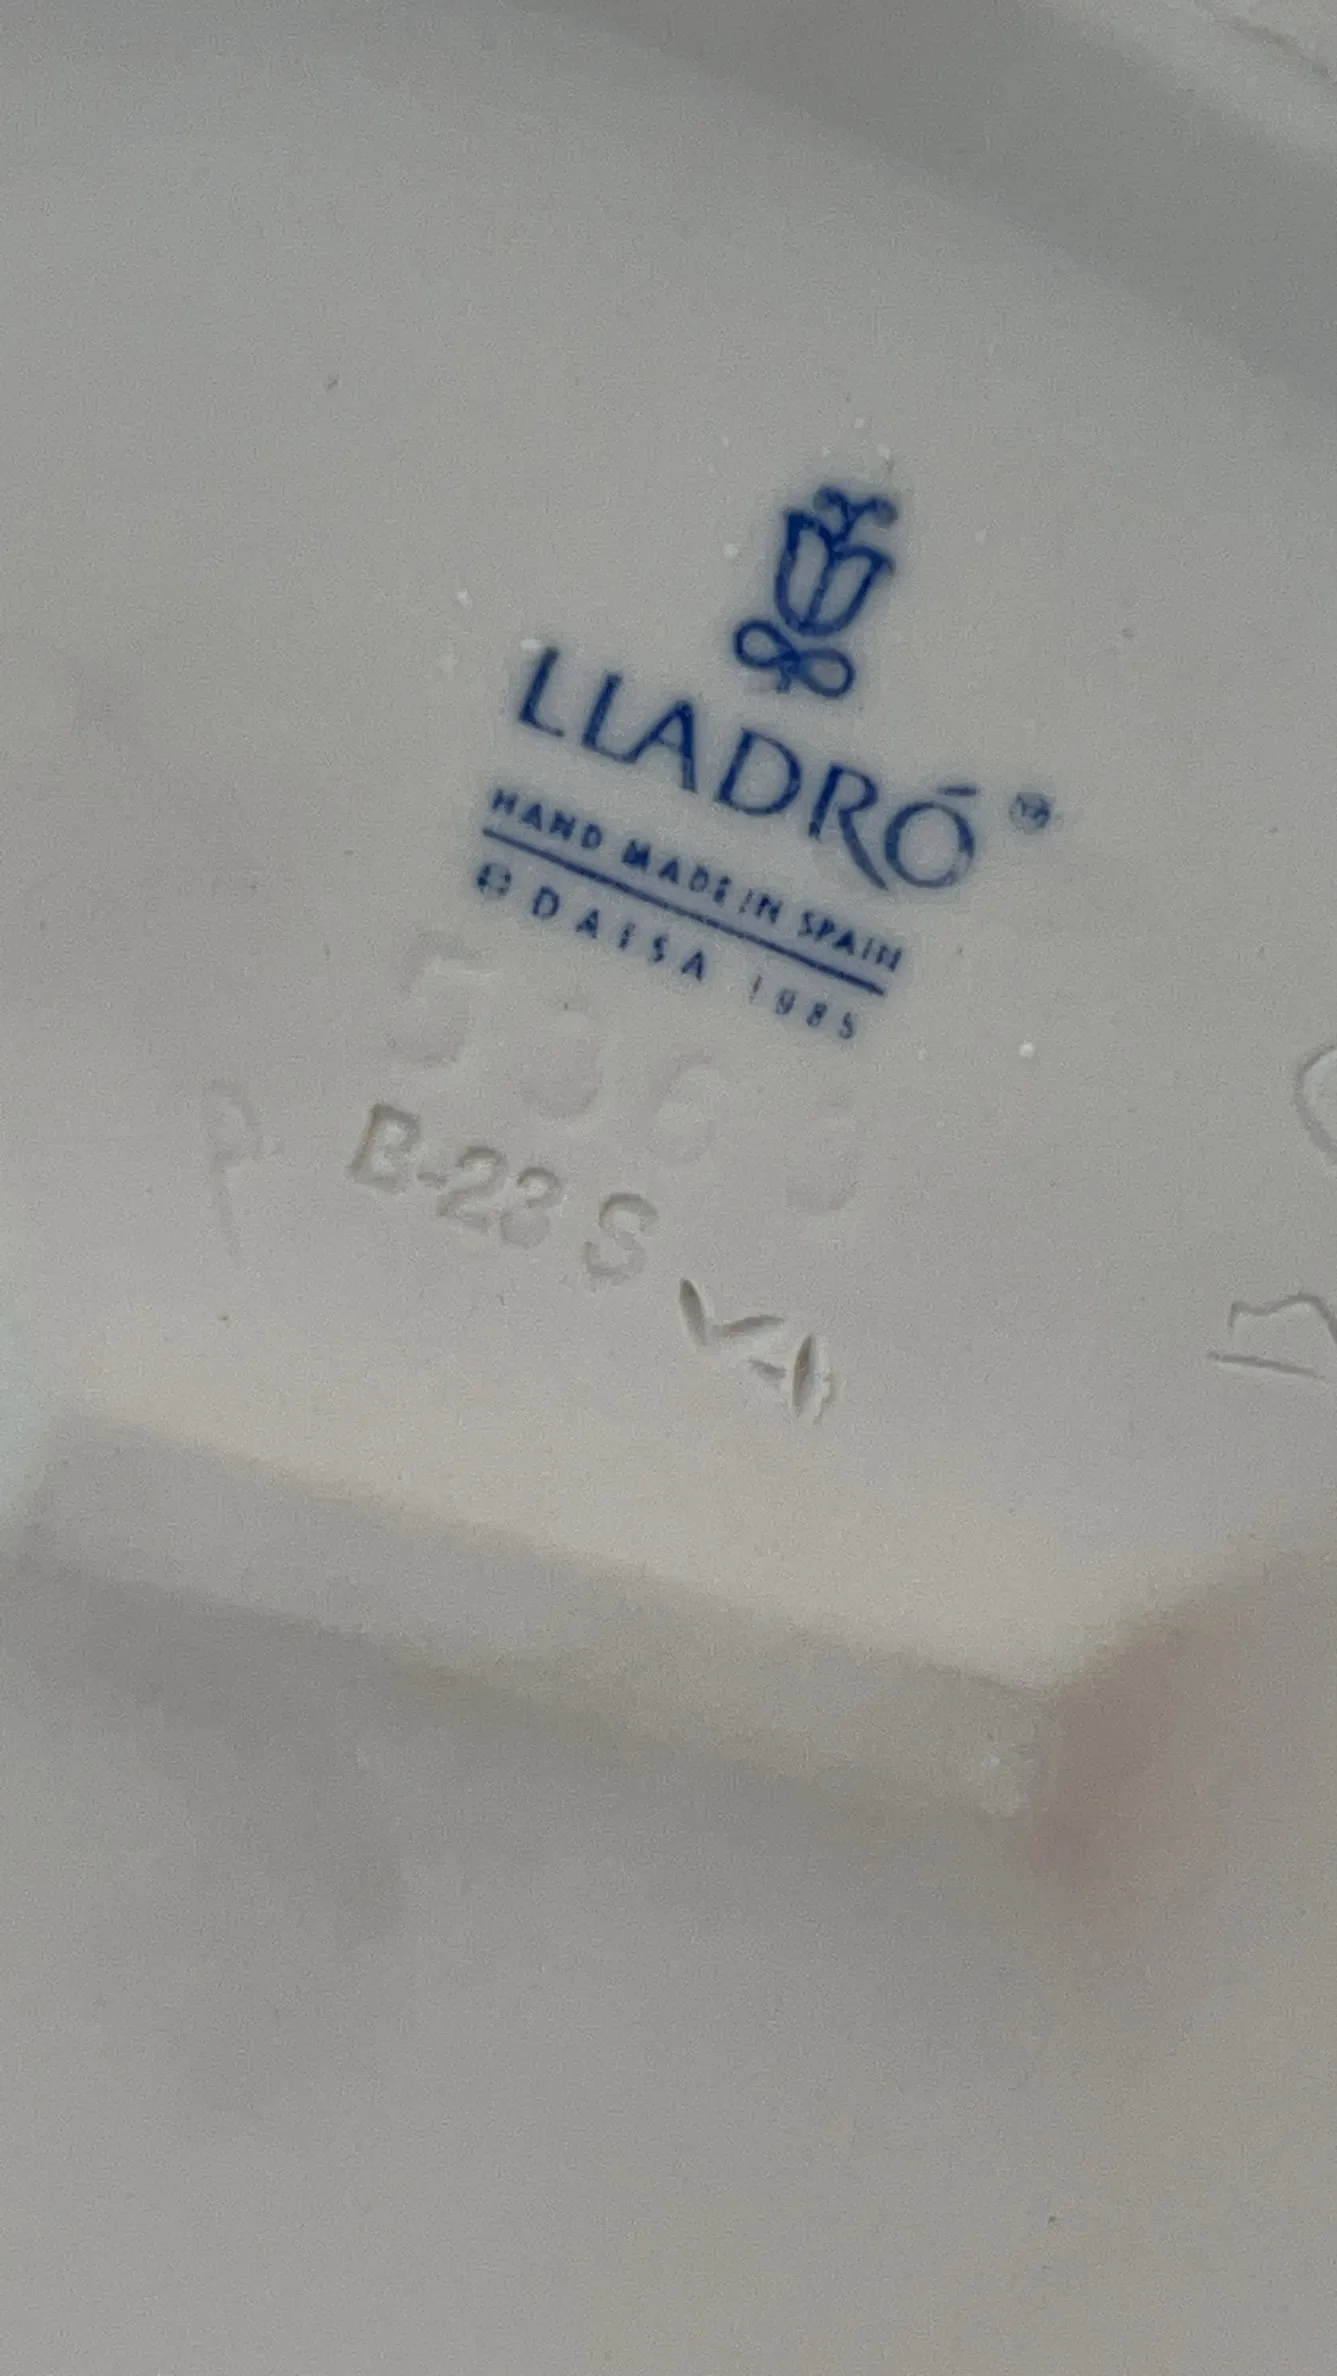 LLADRÓ ®
HAND MADE IN SPAIN
© DAISA 1985
B-23 S